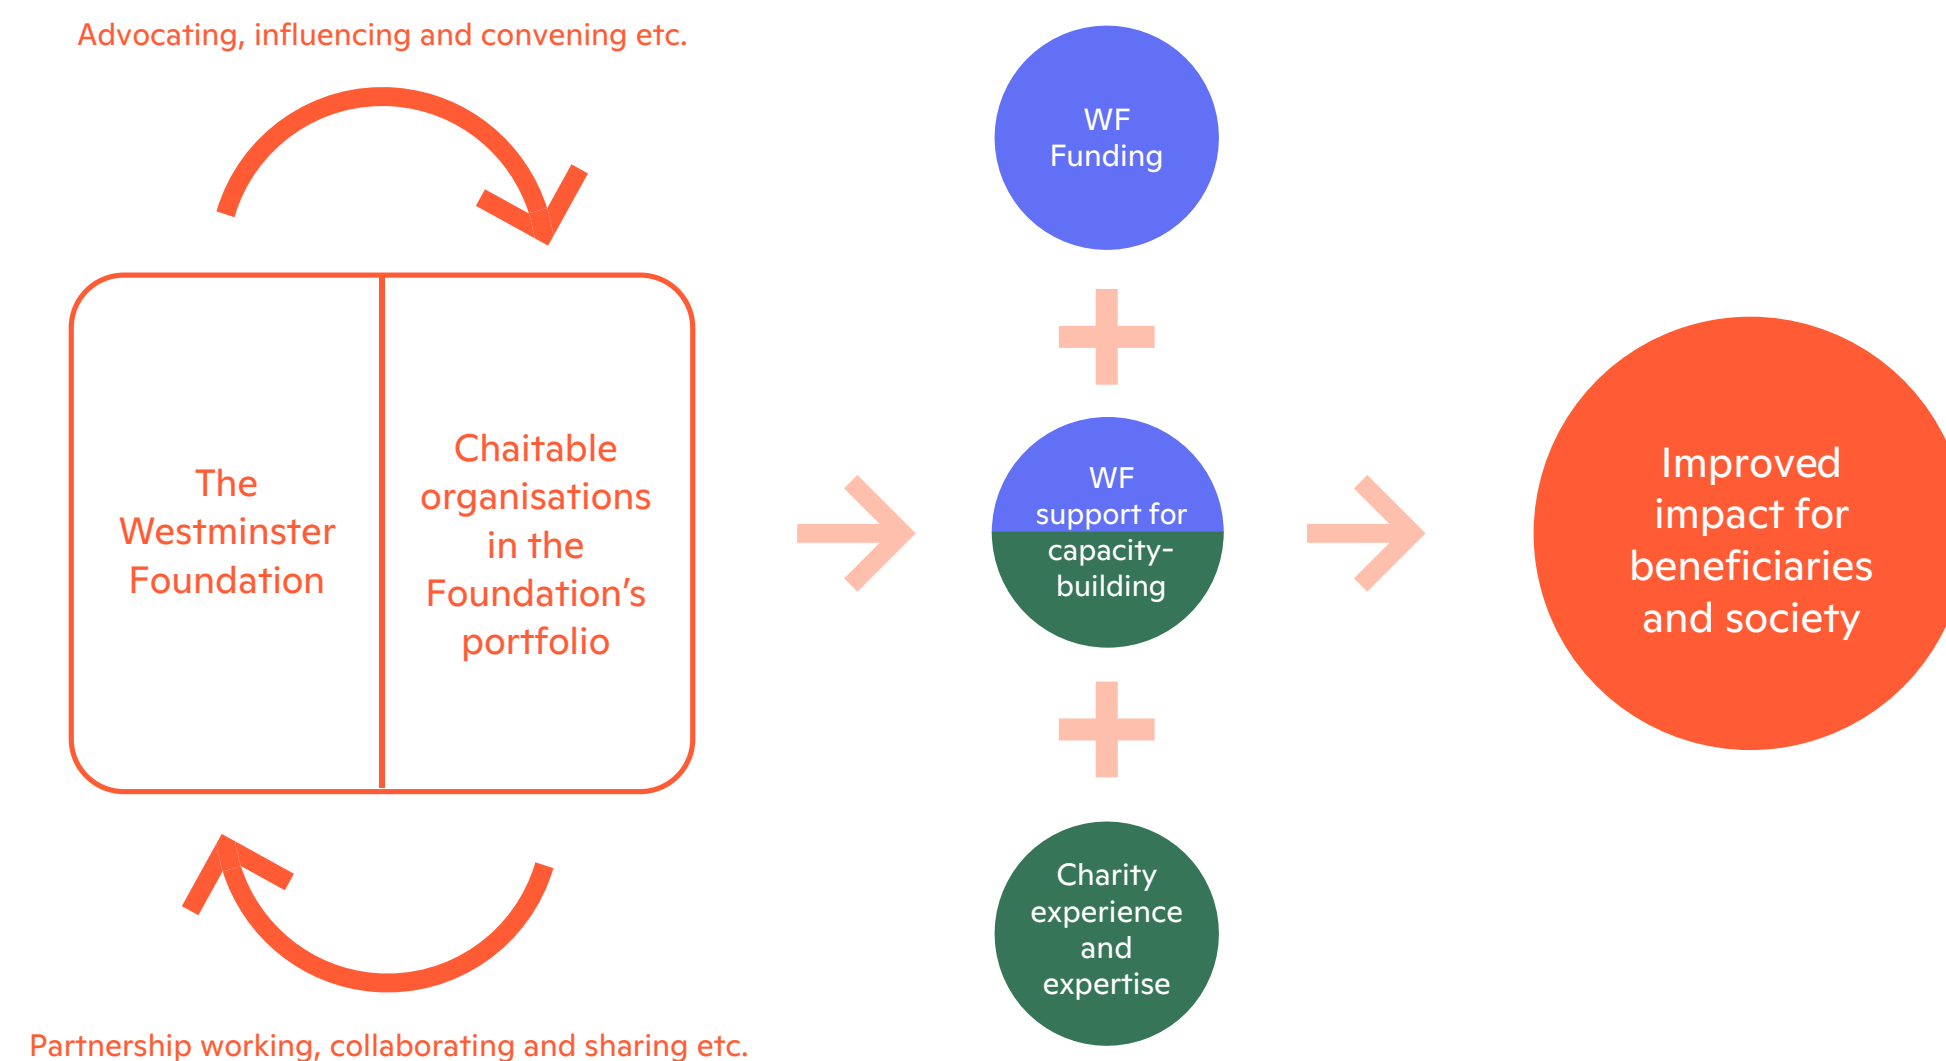 Advocating, influencing and convening etc.
The
Westminster
Foundation
Chaitable
organisations
in the
Foundation’s
portfolio
Partnership working, collaborating and sharing etc.
WF
Funding
WF
support for
capacity-
building
Charity
experience
and
expertise
Improved
impact for
beneficiaries
and society